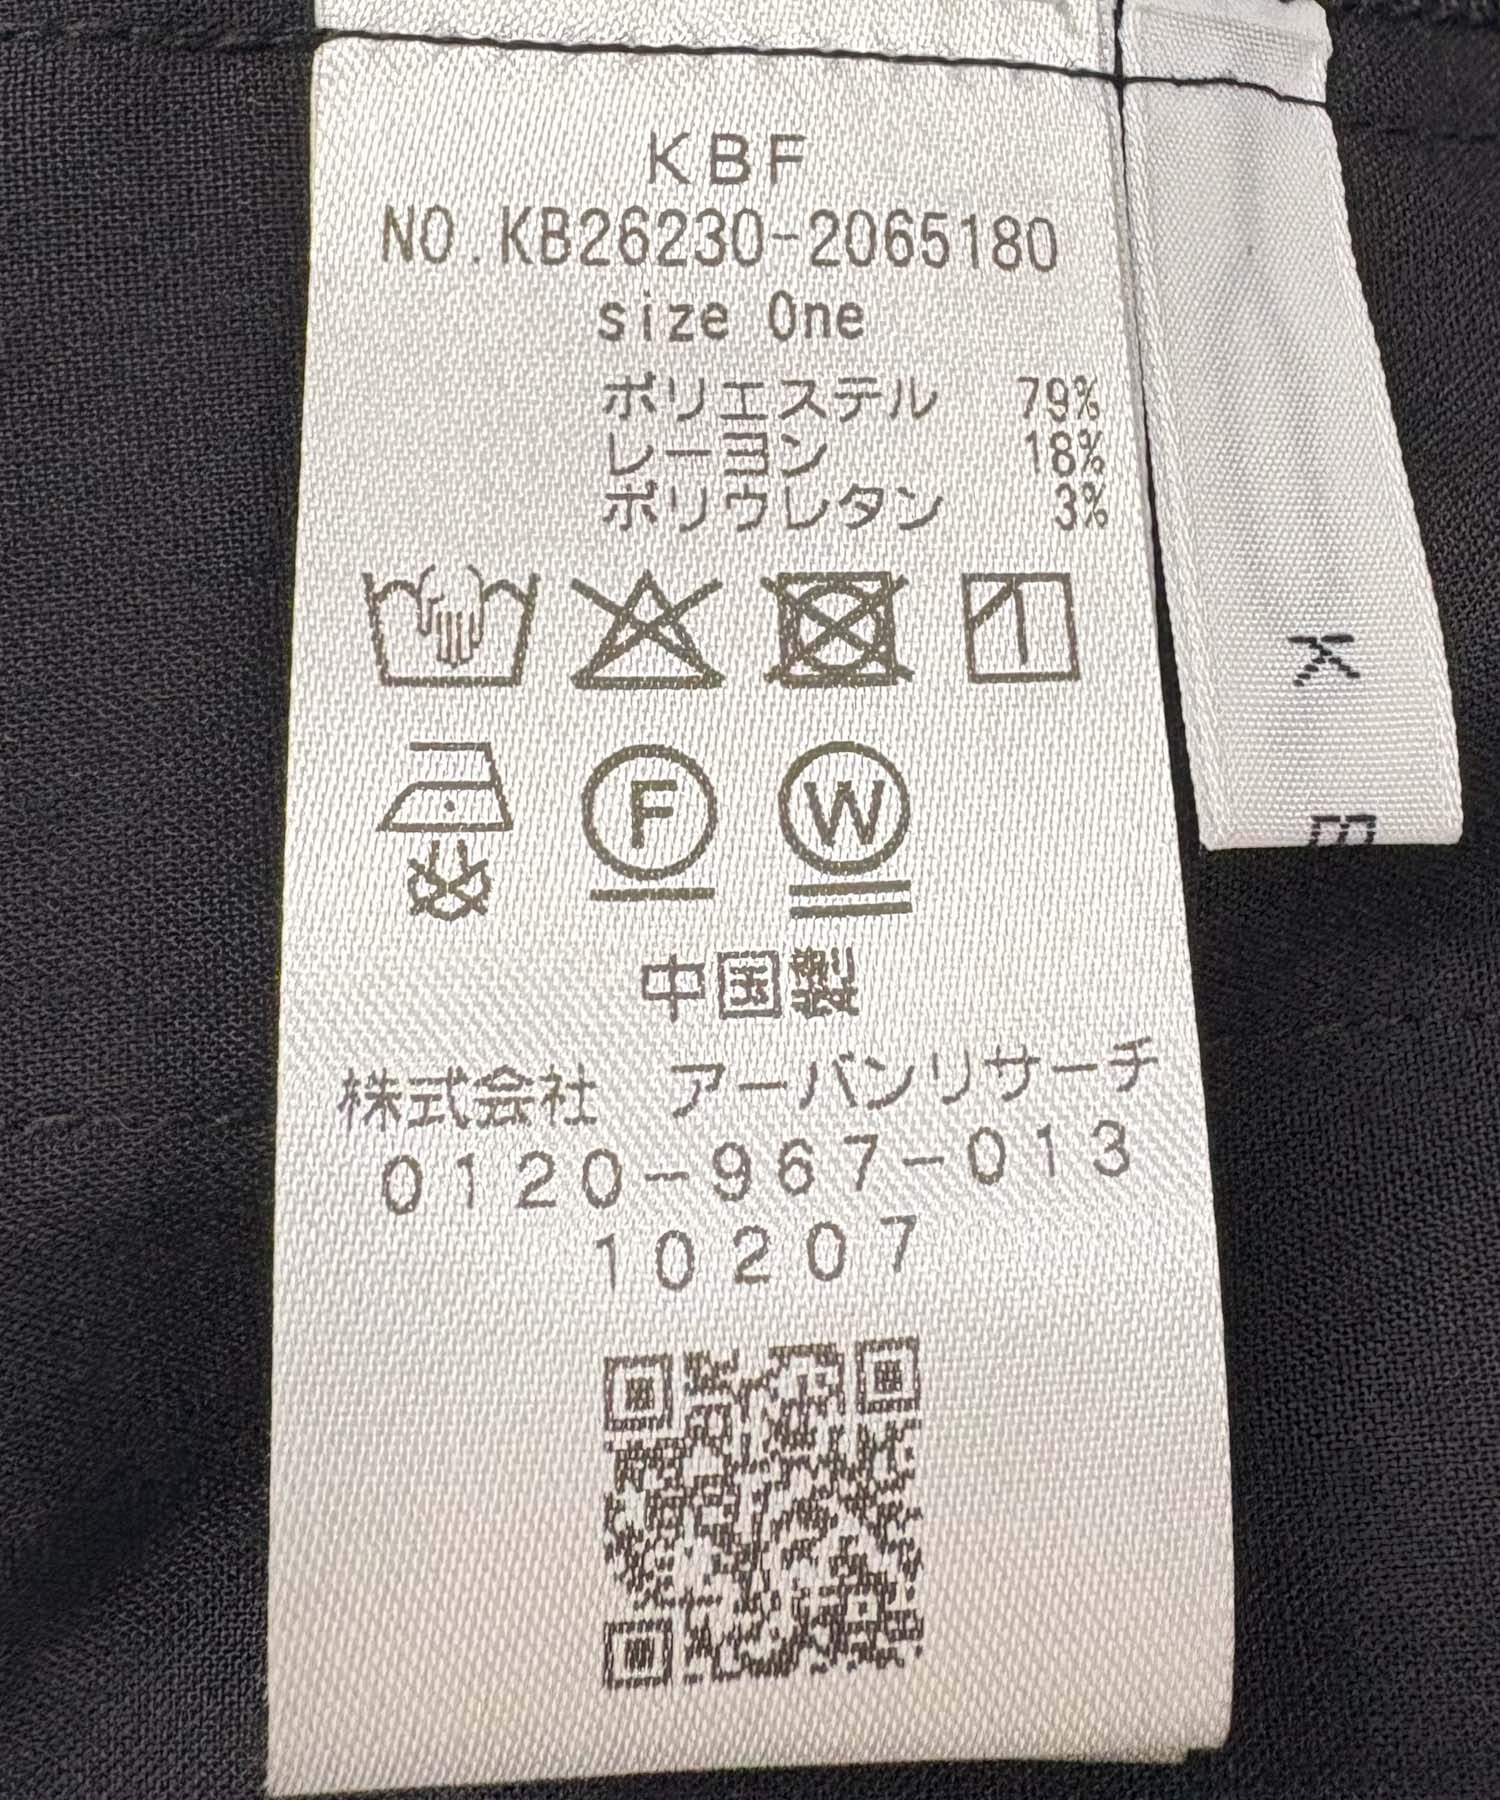 KBF
NO.KB26230-2065180
size One
ポリエステル 79%
レーヨン 18%
ポリウレタン 3%
F W
中国製
株式会社 アーバンリサーチ
0120-967-013
10207
K
B